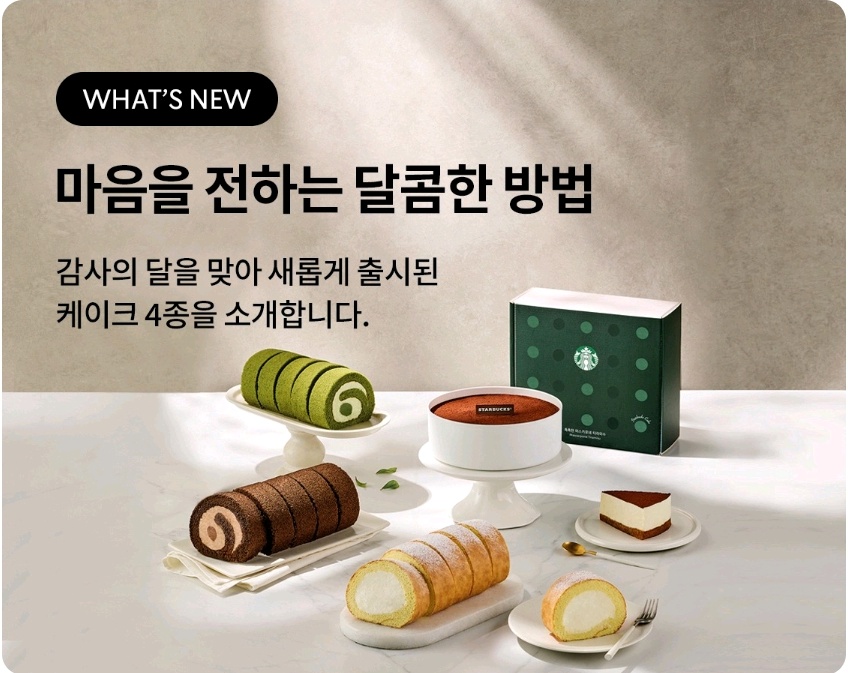 WHAT'S NEW
마음을 전하는 달콤한 방법
감사의 달을 맞아 새롭게 출시된
케이크 4종을 소개합니다.
STARBUCKS